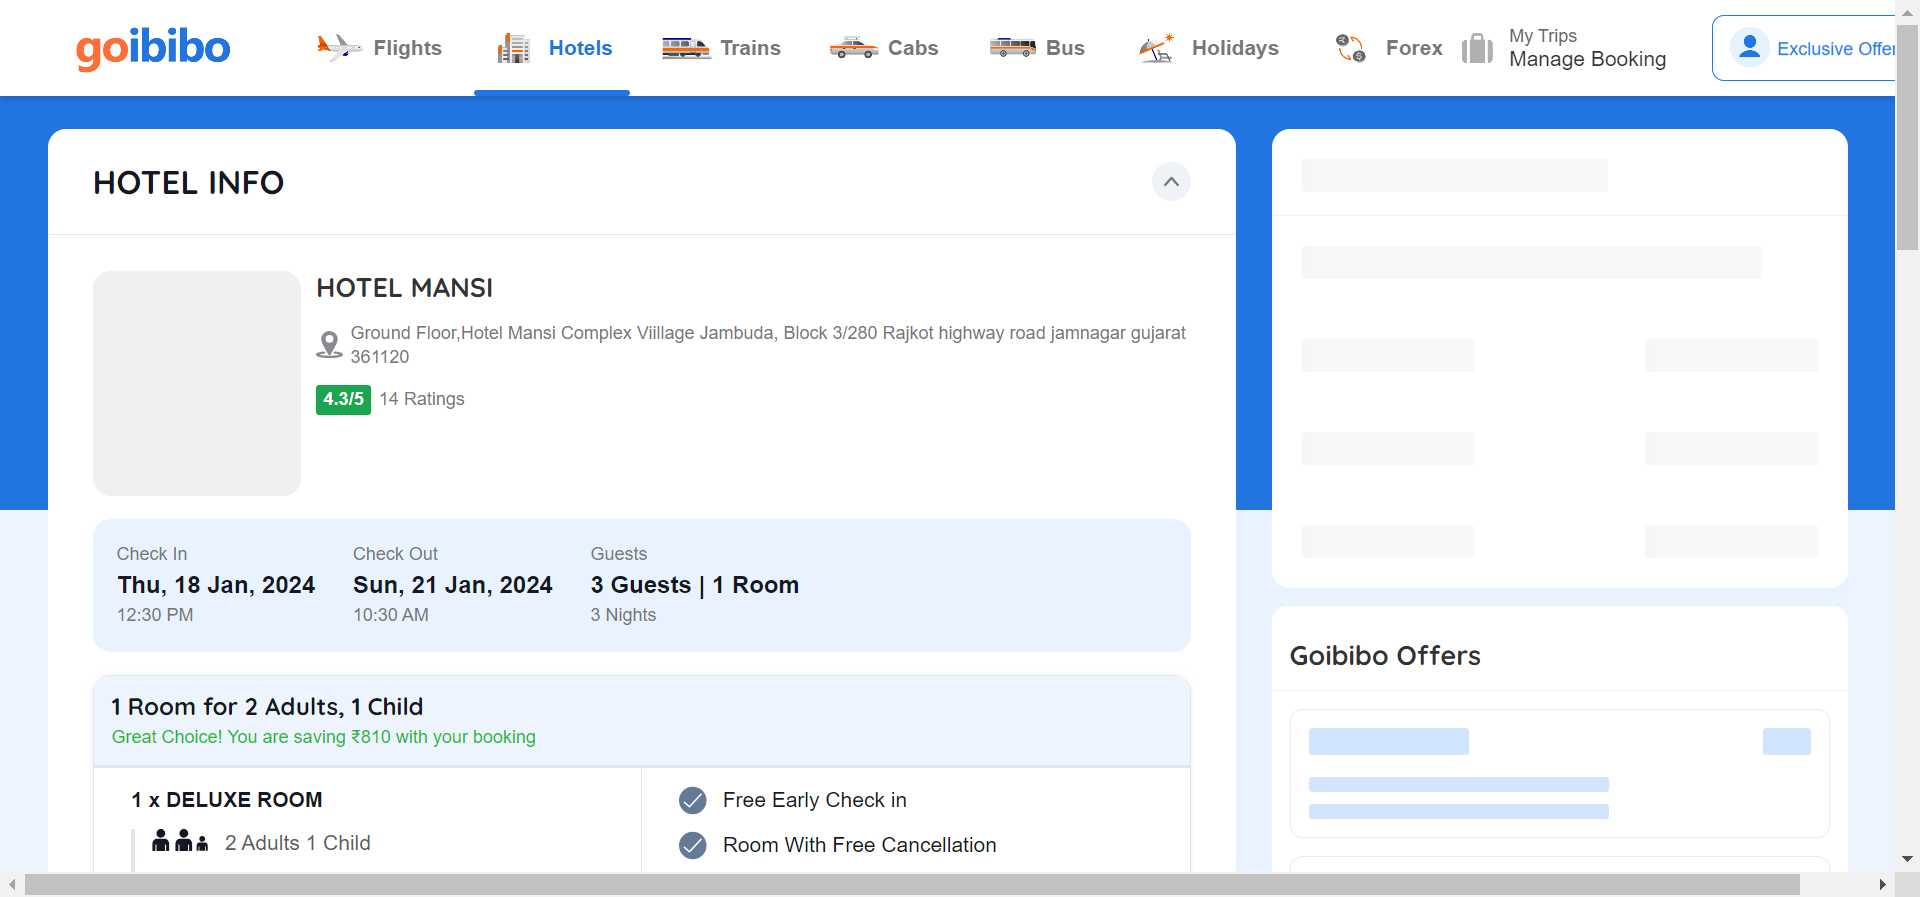 goibibo
Flights
Hotels
Trains
Cabs
Bus
Holidays
Forex
My Trips
Manage Booking
Exclusive Offer
HOTEL INFO
HOTEL MANSI
Ground Floor,Hotel Mansi Complex Viillage Jambuda, Block 3/280 Rajkot highway road jamnagar gujarat
361120
4.3/5 14 Ratings
Check In
Thu, 18 Jan, 2024
12:30 PM
Check Out
Sun, 21 Jan, 2024
10:30 AM
Guests
3 Guests | 1 Room
3 Nights
1 Room for 2 Adults, 1 Child
Great Choice! You are saving ₹810 with your booking
1 x DELUXE ROOM
2 Adults 1 Child
Free Early Check in
Room With Free Cancellation
Goibibo Offers